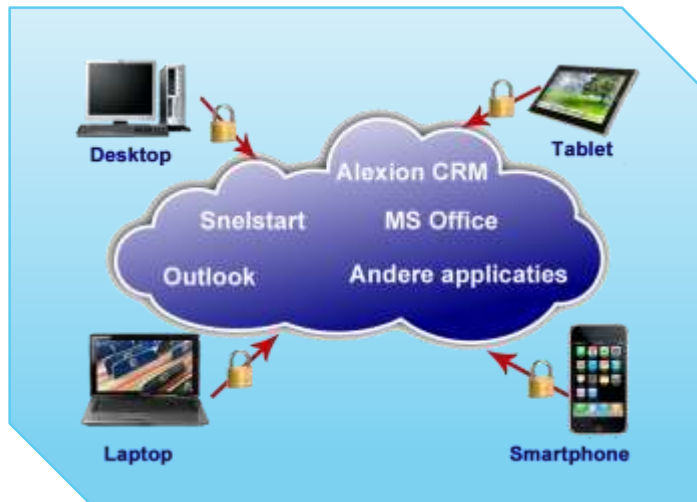 Desktop
Tablet
Alexion CRM
Snelstart
MS Office
Outlook
Andere applicaties
Laptop
Smartphone